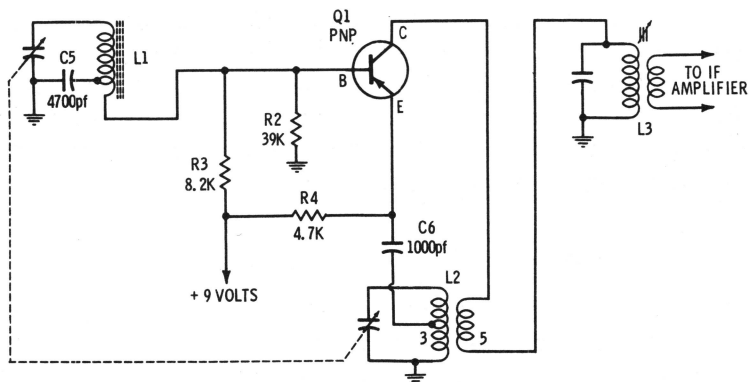 Q1
PNP
C
B
E
C5
4700pf
L1
R2
39K
R3
8.2K
R4
4.7K
C6
1000pf
+ 9 VOLTS
L2
3
5
TO IF
AMPLIFIER
L3